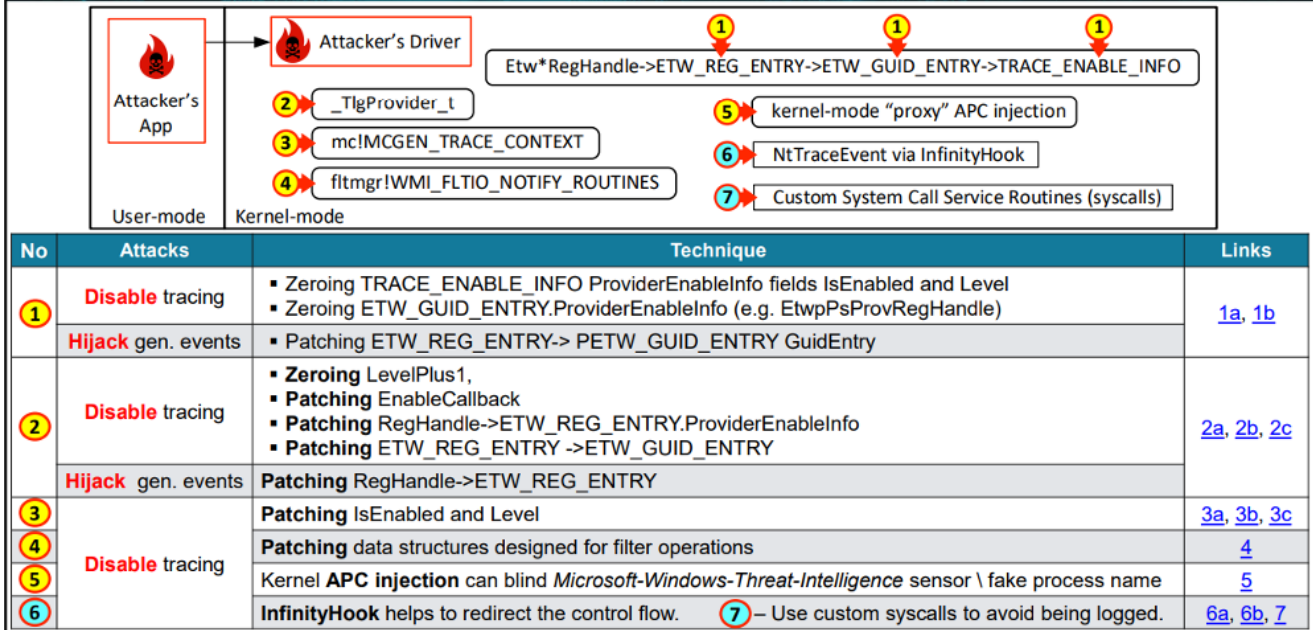 Attacker's App
Attacker's Driver
1 1 1
Etw*RegHandle->ETW_REG_ENTRY->ETW_GUID_ENTRY->TRACE_ENABLE_INFO
2 _TlgProvider_t
3 mc!MCGEN_TRACE_CONTEXT
4 fltmgr!WMI_FLTIO_NOTIFY_ROUTINES
5 kernel-mode “proxy” APC injection
6 NtTraceEvent via InfinityHook
7 Custom System Call Service Routines (syscalls)
User-mode Kernel-mode
No Attacks Technique Links
1 Disable tracing
▪ Zeroing TRACE_ENABLE_INFO ProviderEnableInfo fields IsEnabled and Level
▪ Zeroing ETW_GUID_ENTRY.ProviderEnableInfo (e.g. EtwpPsProvRegHandle)
1a, 1b
Hijack gen. events ▪ Patching ETW_REG_ENTRY-> PETW_GUID_ENTRY GuidEntry
2 Disable tracing
▪ Zeroing LevelPlus1,
▪ Patching EnableCallback
▪ Patching RegHandle->ETW_REG_ENTRY.ProviderEnableInfo
▪ Patching ETW_REG_ENTRY ->ETW_GUID_ENTRY
2a, 2b, 2c
Hijack gen. events Patching RegHandle->ETW_REG_ENTRY
3 Patching IsEnabled and Level 3a, 3b, 3c
Disable tracing
4 Patching data structures designed for filter operations 4
5 Kernel APC injection can blind Microsoft-Windows-Threat-Intelligence sensor \ fake process name 5
6 InfinityHook helps to redirect the control flow. 7 – Use custom syscalls to avoid being logged. 6a, 6b, 7